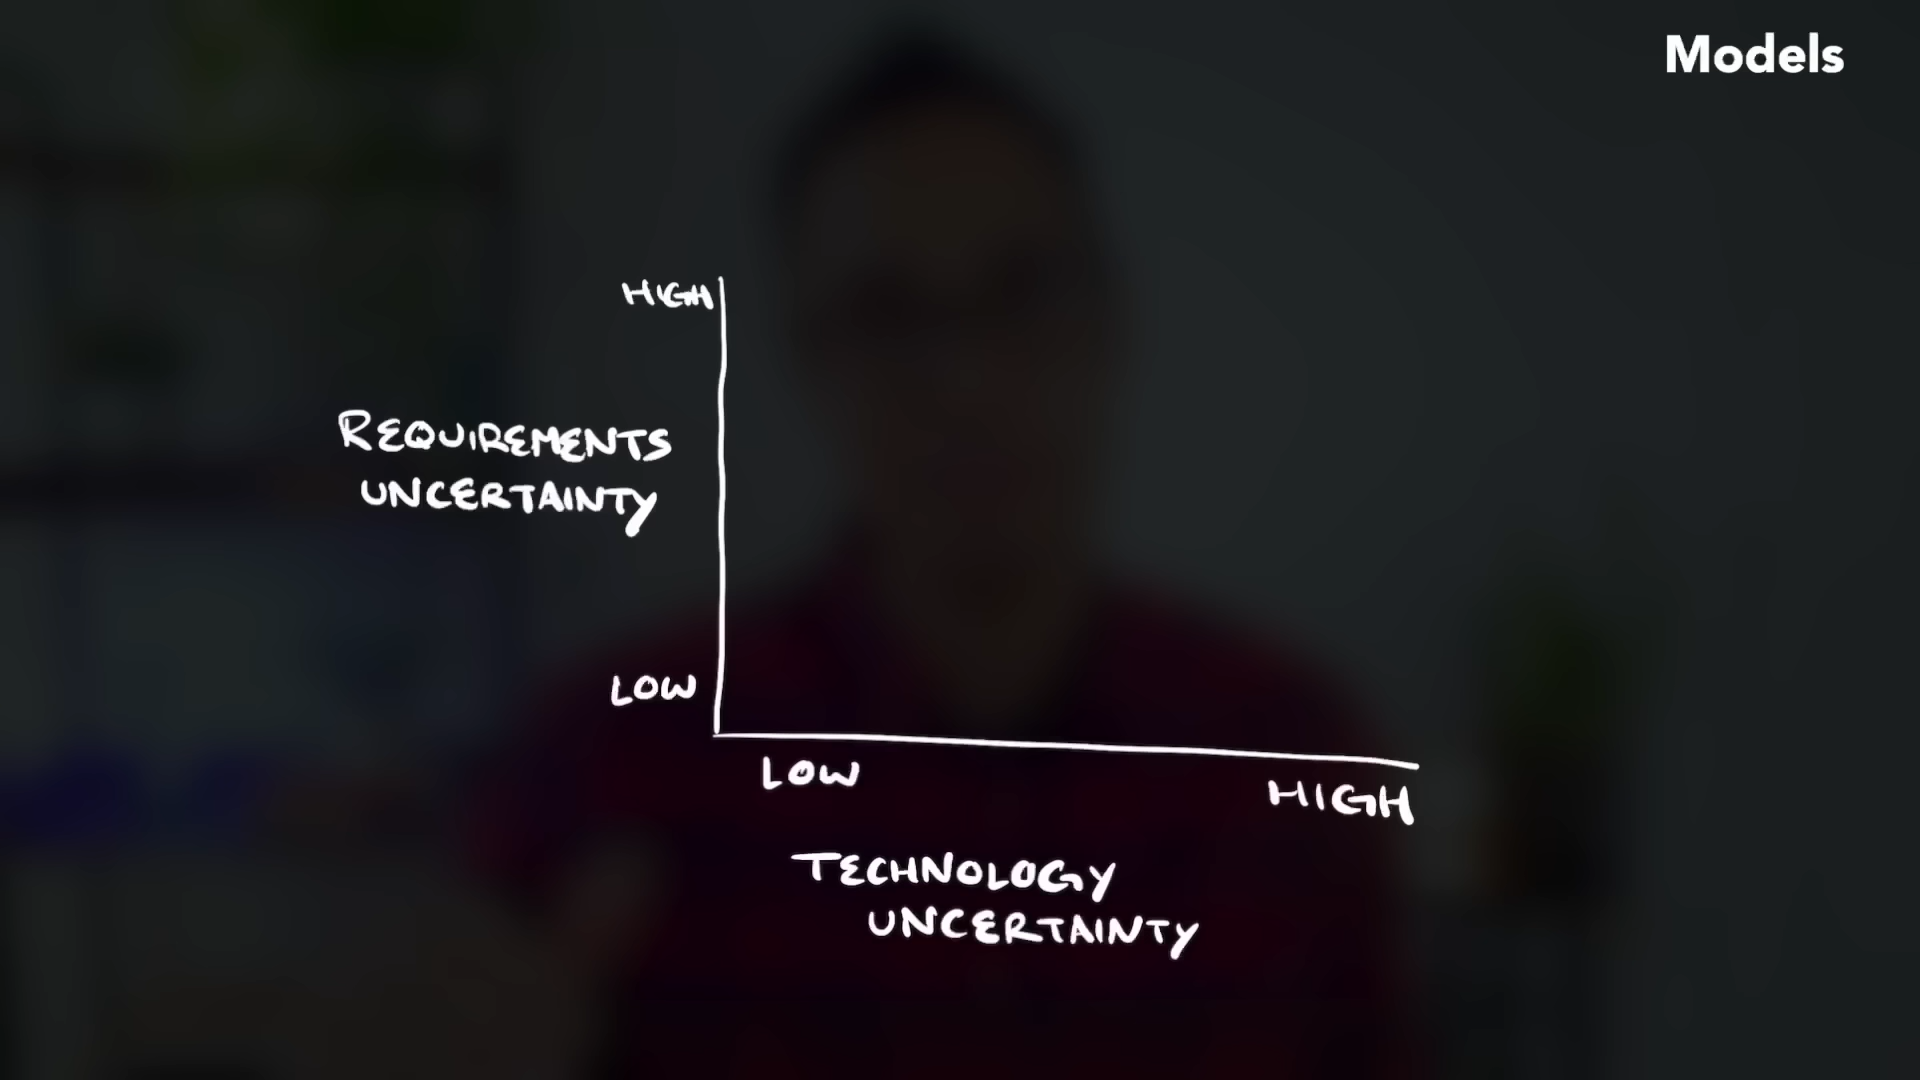 Models
HIGH
REQUIREMENTS
UNCERTAINTY
LOW
LOW
HIGH
TECHNOLOGY
UNCERTAINTY